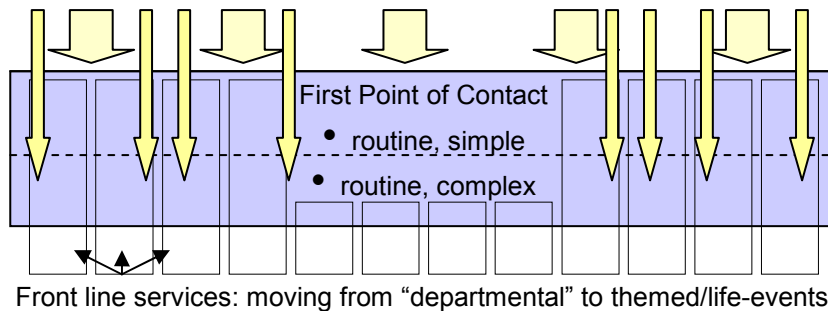 First Point of Contact
• routine, simple
• routine, complex
Front line services: moving from “departmental” to themed/life-events